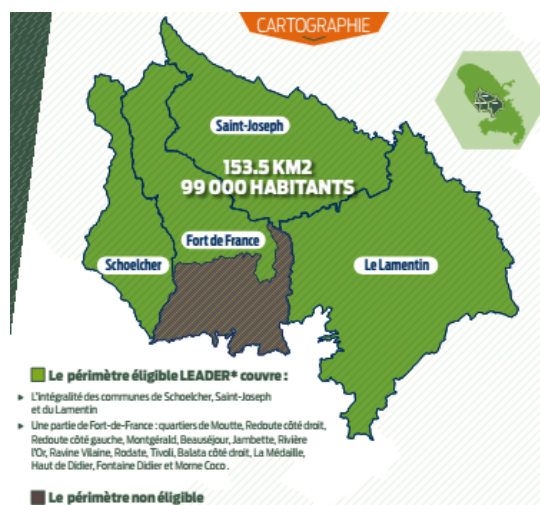 CARTOGRAPHIE
Saint-Joseph
153.5 KM2
99 000 HABITANTS
Fort de France
Schoelcher
Le Lamentin
Le périmètre éligible LEADER* couvre :
► L'intégralité des communes de Schoelcher, Saint-Joseph
et du Lamentin
► Une partie de Fort-de-France : quartiers de Moutte, Redoute côté droit,
Redoute côté gauche, Montgérald, Beauséjour, Jambette, Rivière
l'Or, Ravine Vilaine, Rodate, Tivoli, Balata côté droit, La Médaille,
Haut de Didier, Fontaine Didier et Morne Coco .
Le périmètre non éligible